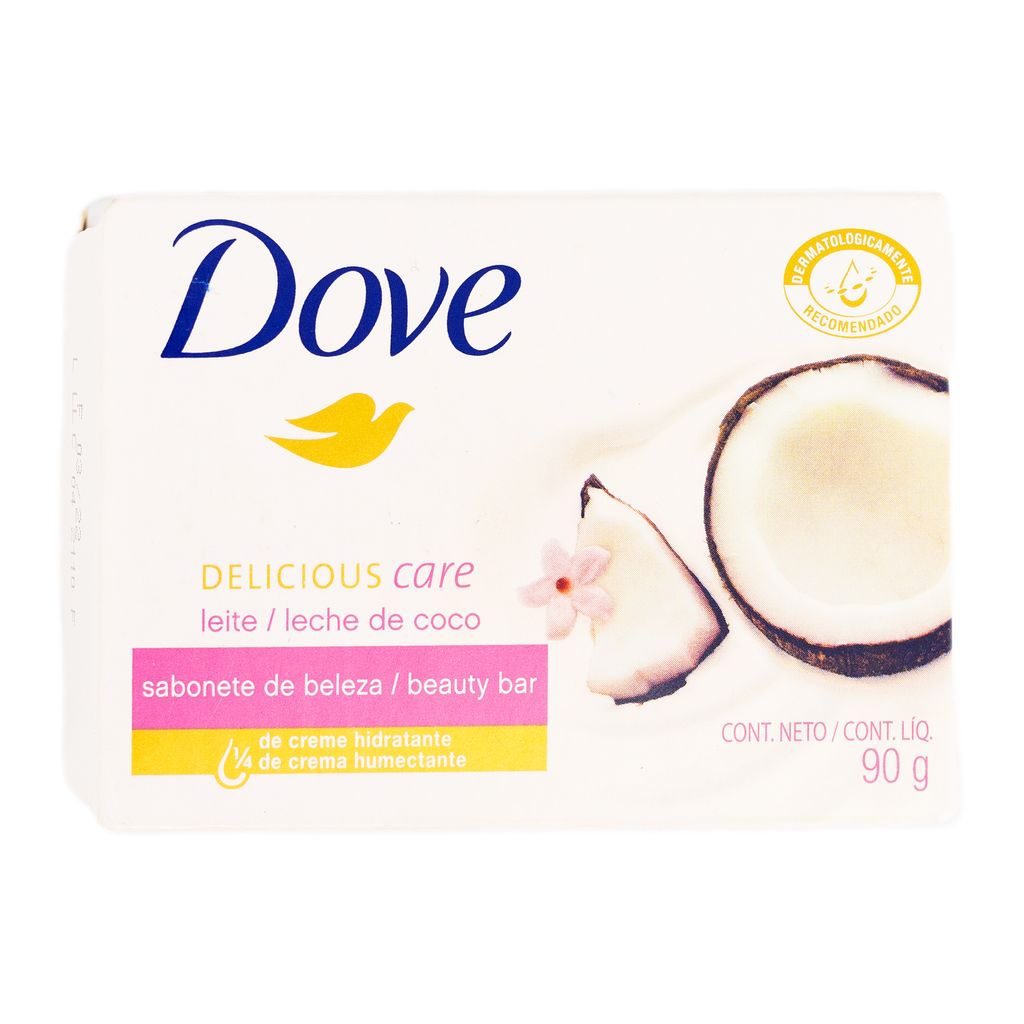 Dove
DERMATOLOGICAMENTE
RECOMENDADO
DELICIOUS care
leite / leche de coco
sabonete de beleza / beauty bar
¼ de creme hidratante
de crema humectante
CONT. NETO / CONT. LÍQ.
90 g